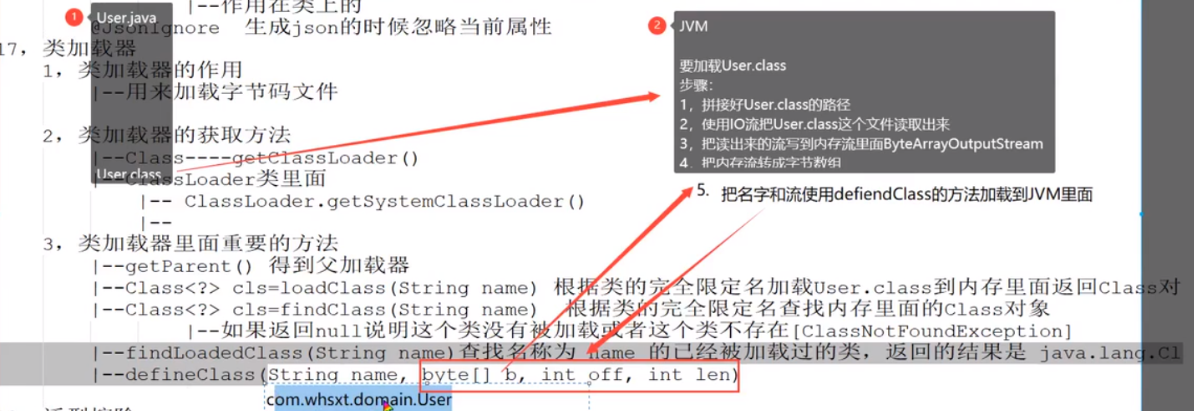 |--作用在类上的
① User.java
@JsonIgnore 生成json的时候忽略当前属性
17, 类加载器
1, 类加载器的作用
|--用来加载字节码文件
2, 类加载器的获取方法
|--Class----getClassLoader()
User.class
|--ClassLoader类里面
|-- ClassLoader.getSystemClassLoader()
|--
② JVM
要加载User.class
步骤：
1，拼接好User.class的路径
2，使用IO流把User.class这个文件读取出来
3，把读出来的流写到内存流里面ByteArrayOutputStream
4，把内存流转成字节数组
5. 把名字和流使用defiendClass的方法加载到JVM里面
3, 类加载器里面重要的方法
|--getParent() 得到父加载器
|--Class<?> cls=loadClass(String name) 根据类的完全限定名加载User.class到内存里面返回Class对
|--Class<?> cls=findClass(String name) 根据类的完全限定名查找内存里面的Class对象
|--如果返回null说明这个类没有被加载或者这个类不存在[ClassNotFoundException]
|--findLoadedClass(String name)查找名称为 name 的已经被加载过的类，返回的结果是 java.lang.Cl
|--defineClass(String name, byte[] b, int off, int len)
com.whsxt.domain.User